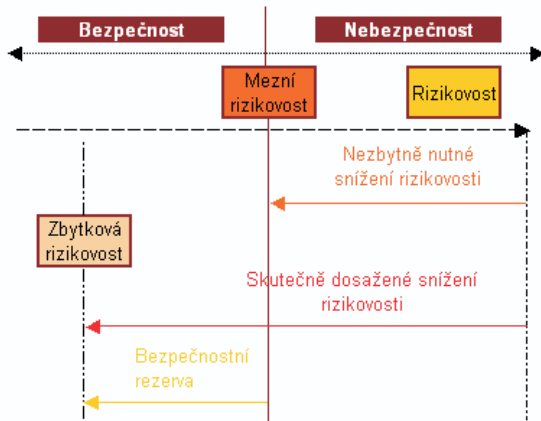 Bezpečnost
Nebezpečnost
Mezní
rizikovost
Rizikovost
Nezbytně nutné
snížení rizikovosti
Zbytková
rizikovost
Skutečně dosažené snížení
rizikovosti
Bezpečnostní
rezerva